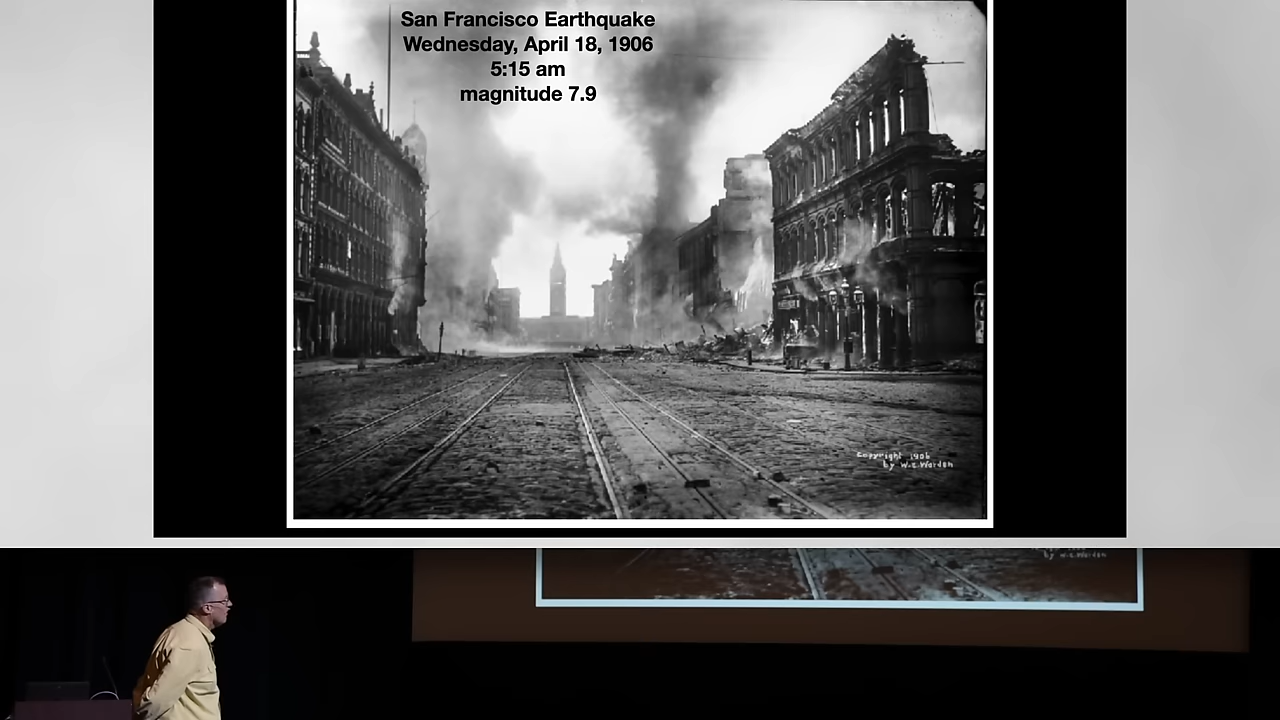 San Francisco Earthquake
Wednesday, April 18, 1906
5:15 am
magnitude 7.9
Copyright 1906
by W.E. Worden